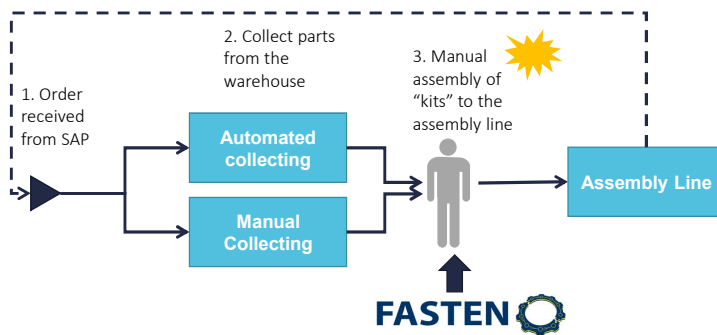 2. Collect parts
from the
warehouse
3. Manual
assembly of
“kits” to the
assembly line
1. Order
received
from SAP
Automated
collecting
Manual
Collecting
Assembly Line
FASTEN